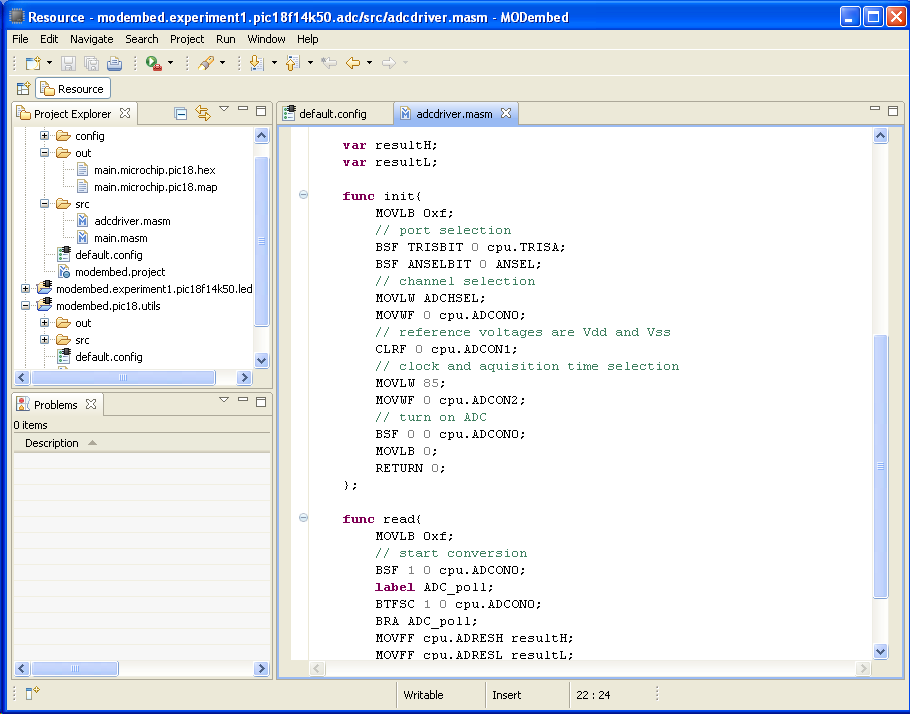 Resource - modembed.experiment1.pic18f14k50.adc/src/adcdriver.masm - MODembed
File Edit Navigate Search Project Run Window Help
Resource
Project Explorer
config
out
main.microchip.pic18.hex
main.microchip.pic18.map
src
adcdriver.masm
main.masm
default.config
modembed.project
modembed.experiment1.pic18f14k50.led
modembed.pic18.utils
out
src
default.config
Problems
0 items
Description
default.config adcdriver.masm
var resultH;
var resultL;
func init{
MOVLB 0xf;
// port selection
BSF TRISBIT 0 cpu.TRISA;
BSF ANSELBIT 0 ANSEL;
// channel selection
MOVLW ADCHSEL;
MOVWF 0 cpu.ADCON0;
// reference voltages are Vdd and Vss
CLRF 0 cpu.ADCON1;
// clock and aquisition time selection
MOVLW 85;
MOVWF 0 cpu.ADCON2;
// turn on ADC
BSF 0 0 cpu.ADCON0;
MOVLB 0;
RETURN 0;
};
func read{
MOVLB 0xf;
// start conversion
BSF 1 0 cpu.ADCON0;
label ADC_poll;
BTFSC 1 0 cpu.ADCON0;
BRA ADC_poll;
MOVFF cpu.ADRESH resultH;
MOVFF cpu.ADRESL resultL;
Writable Insert 22 : 24